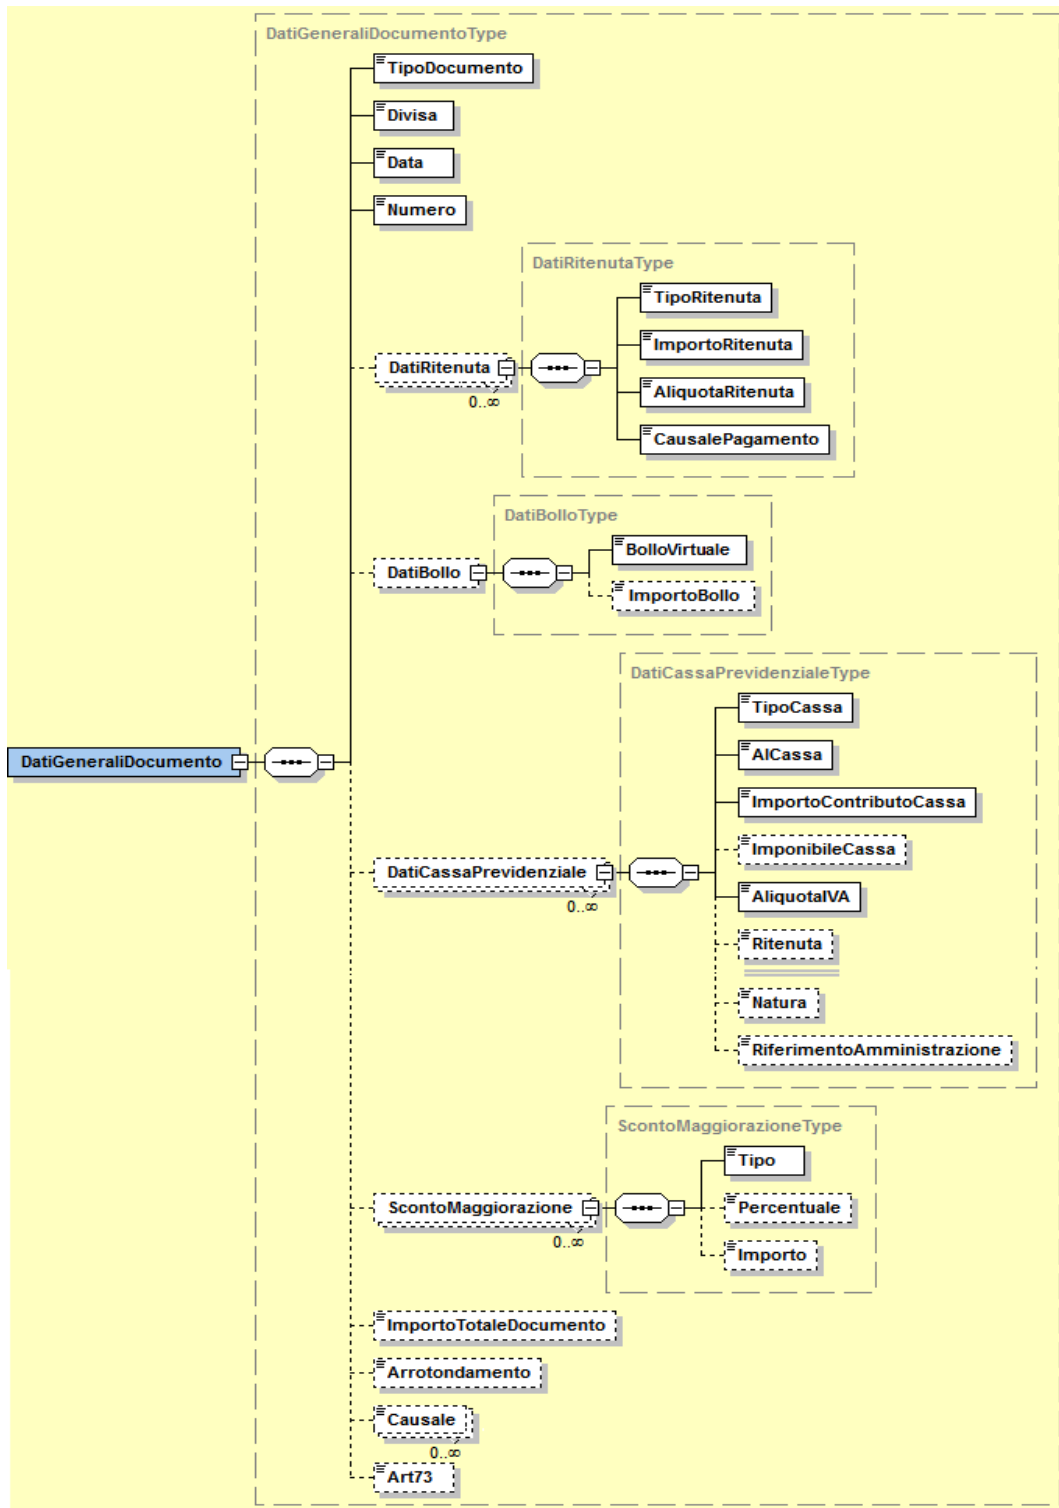 DatiGeneraliDocumentoType
TipoDocumento
Divisa
Data
Numero
DatiRitenutaType
TipoRitenuta
ImportoRitenuta
DatiRitenuta
0..∞
AliquotaRitenuta
CausalePagamento
DatiBolloType
BolloVirtuale
DatiBollo
ImportoBollo
DatiCassaPrevidenzialeType
TipoCassa
AlCassa
DatiGeneraliDocumento
ImportoContributoCassa
ImponibileCassa
DatiCassaPrevidenziale
0..∞
AliquotaIVA
Ritenuta
Natura
RiferimentoAmministrazione
ScontoMaggiorazioneType
Tipo
ScontoMaggiorazione
0..∞
Percentuale
Importo
ImportoTotaleDocumento
Arrotondamento
Causale
0..∞
Art73